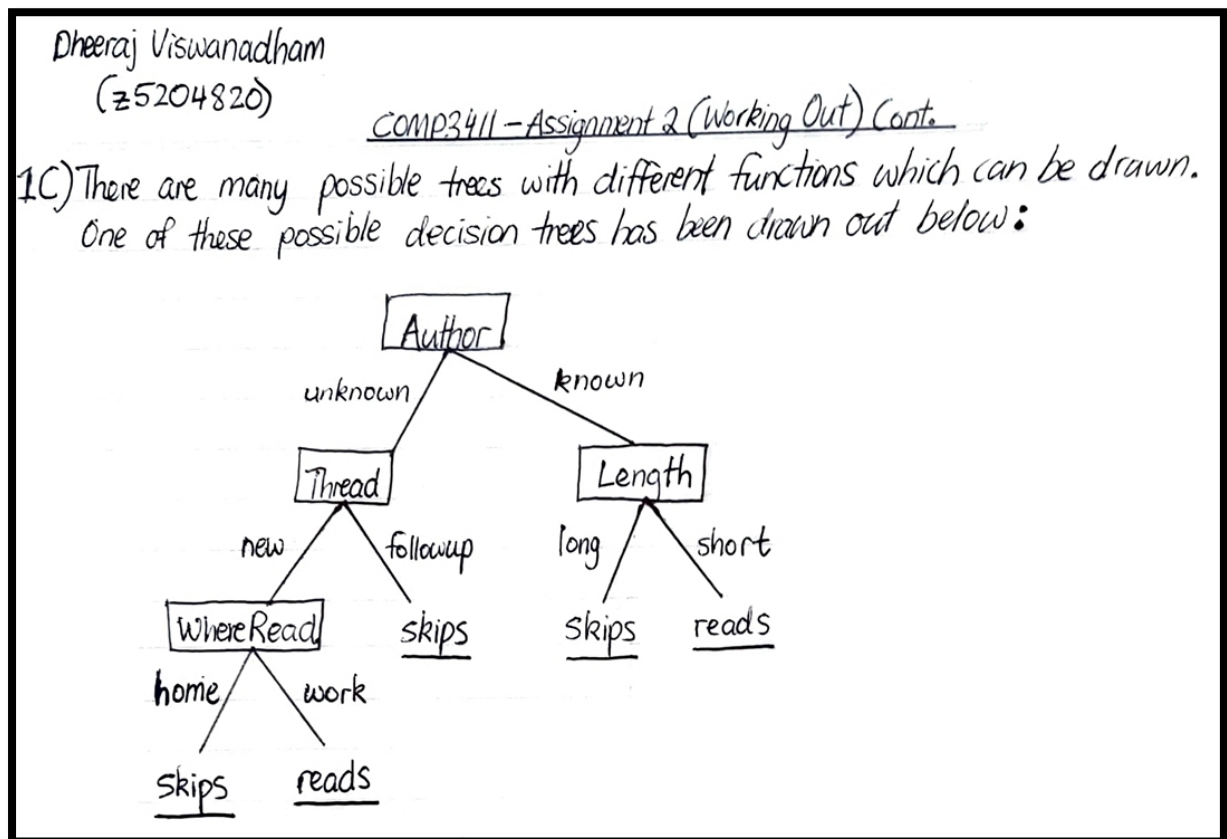 Dheeraj Viswanadham
(z5204820)
COMP3411 - Assignment 2 (Working Out) Cont.
1C) There are many possible trees with different functions which can be drawn.
One of these possible decision trees has been drawn out below:
Author
unknown known
Thread Length
new followup long short
WhereRead skips skips reads
home work
skips reads